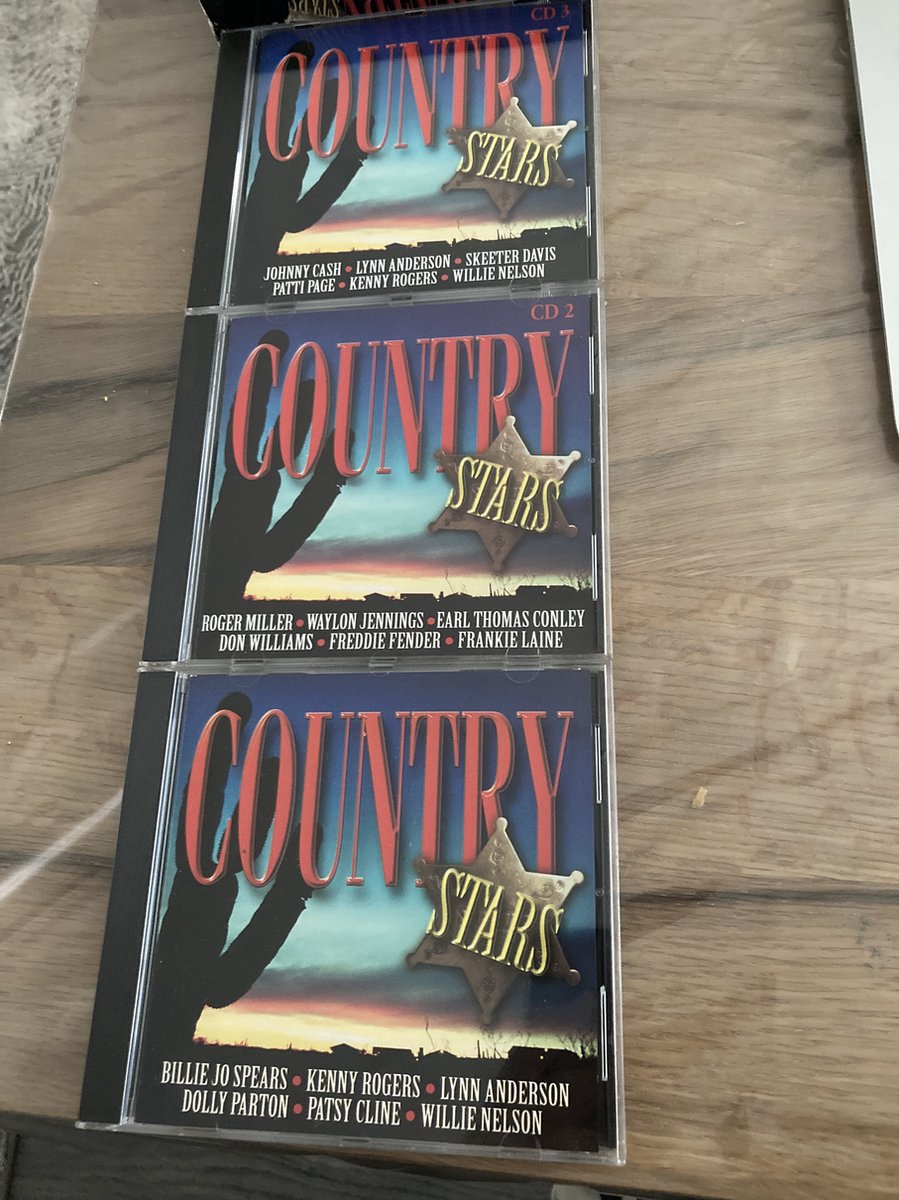 STARS
CD 3
COUNTRY
STARS
JOHNNY CASH • LYNN ANDERSON • SKEETER DAVIS
PATTI PAGE • KENNY ROGERS • WILLIE NELSON
CD 2
COUNTRY
STARS
ROGER MILLER • WAYLON JENNINGS • EARL THOMAS CONLEY
DON WILLIAMS • FREDDIE FENDER • FRANKIE LAINE
COUNTRY
STARS
BILLIE JO SPEARS • KENNY ROGERS • LYNN ANDERSON
DOLLY PARTON • PATSY CLINE • WILLIE NELSON